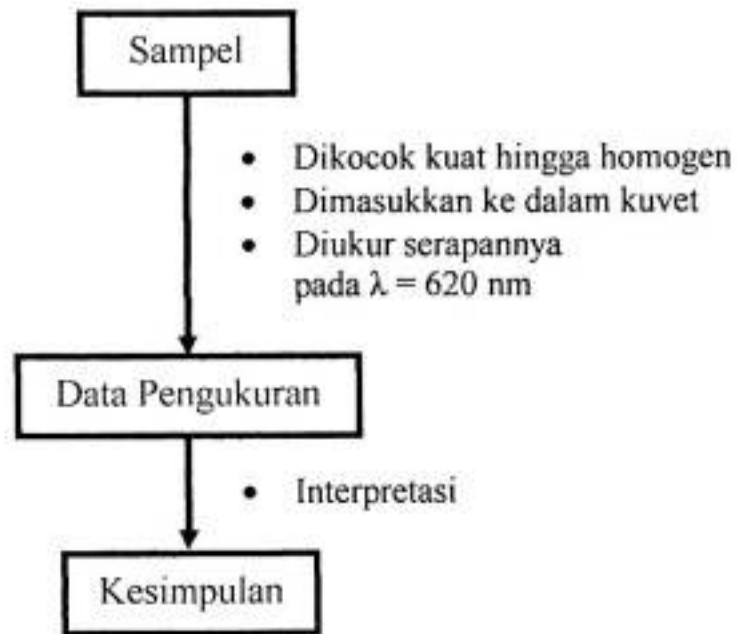 Sampel
• Dikocok kuat hingga homogen
• Dimasukkan ke dalam kuvet
• Diukur serapannya
pada λ = 620 nm
Data Pengukuran
• Interpretasi
Kesimpulan